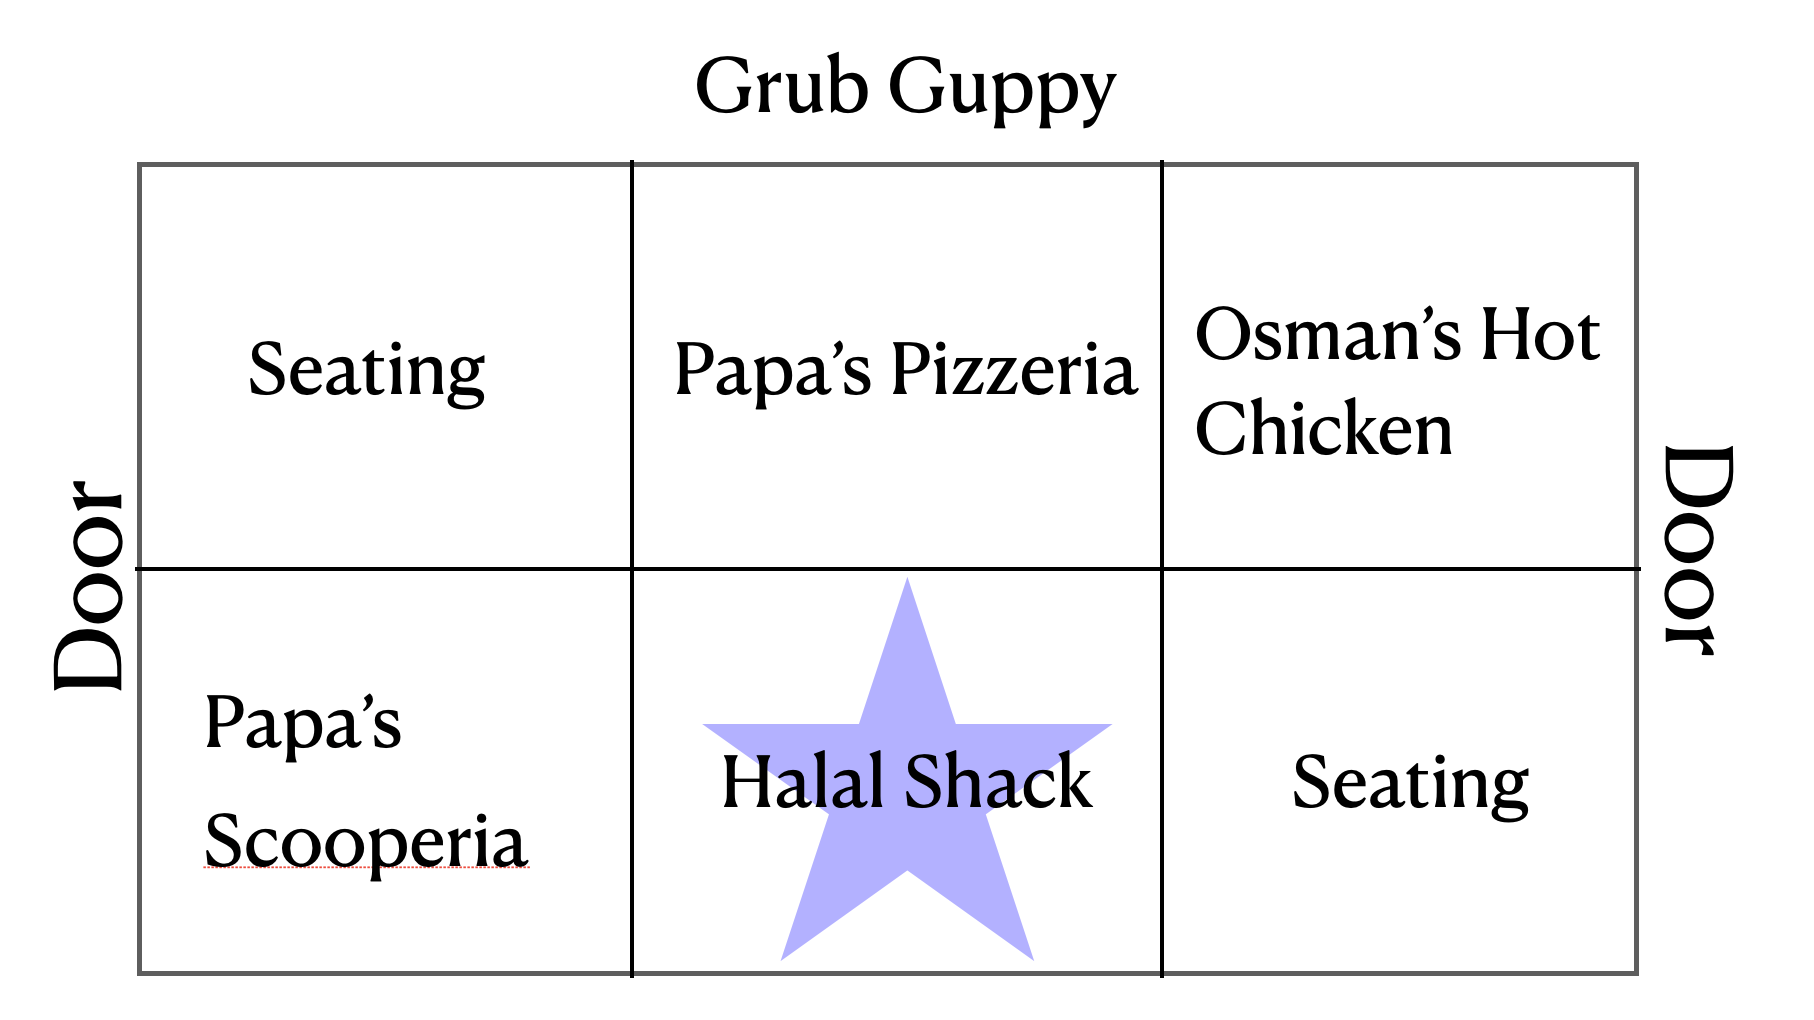 Grub Guppy
Seating
Papa’s Pizzeria
Osman’s Hot
Chicken
Door
Door
Papa’s
Scooperia
Halal Shack
Seating